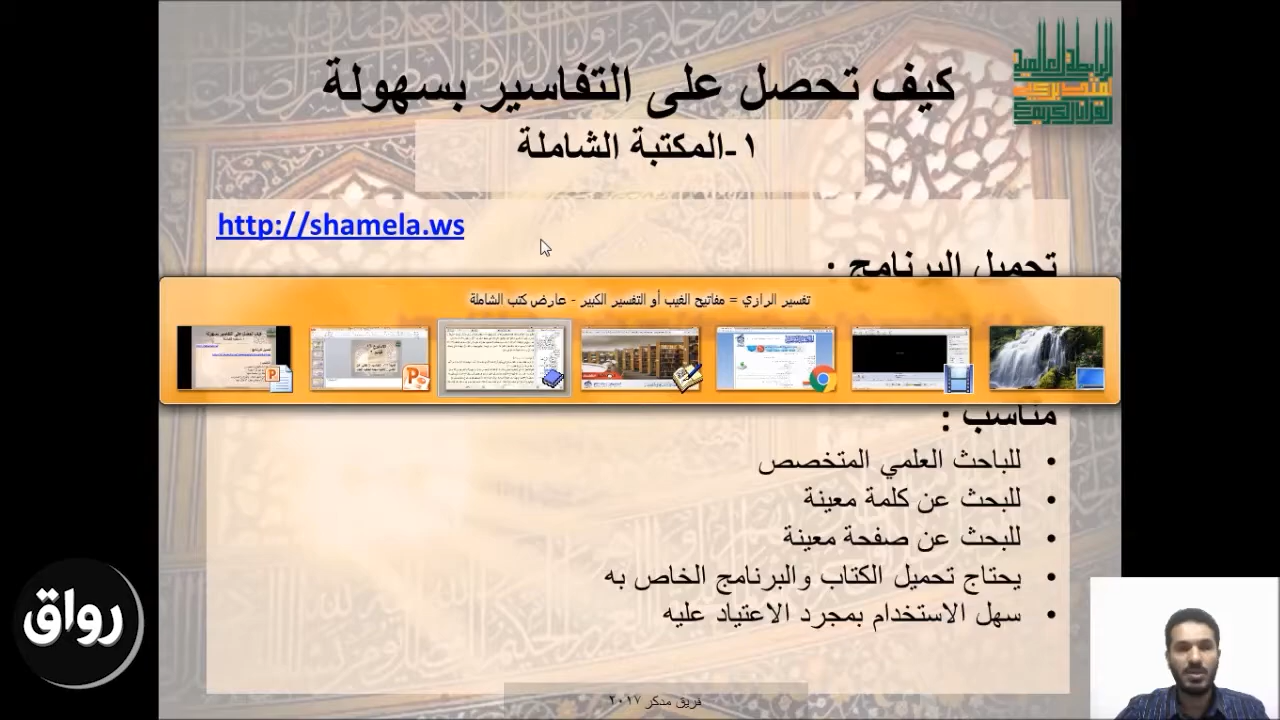 كيف تحصل على التفاسير بسهولة
١-المكتبة الشاملة
http://shamela.ws
تحميل البرنامج :
تفسير الرازي = مفاتيح الغيب أو التفسير الكبير - عارض كتب الشاملة
مناسب :
• للباحث العلمي المتخصص
• للبحث عن كلمة معينة
• للبحث عن صفحة معينة
• يحتاج تحميل الكتاب والبرنامج الخاص به
• سهل الاستخدام بمجرد الاعتياد عليه
فريق مدكر ٢٠١٧
رواق